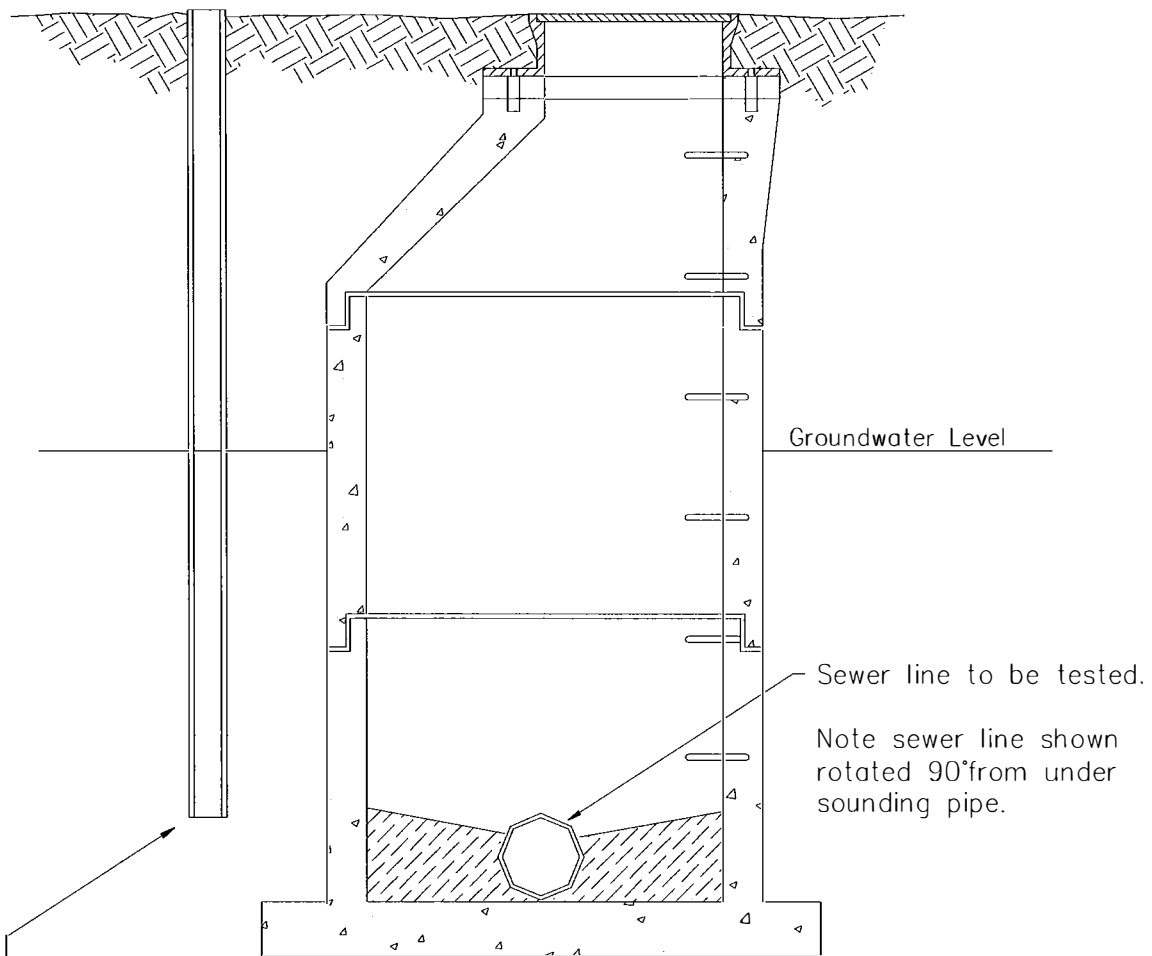 Groundwater Level
Sewer line to be tested.
Note sewer line shown
rotated 90°from under
sounding pipe.